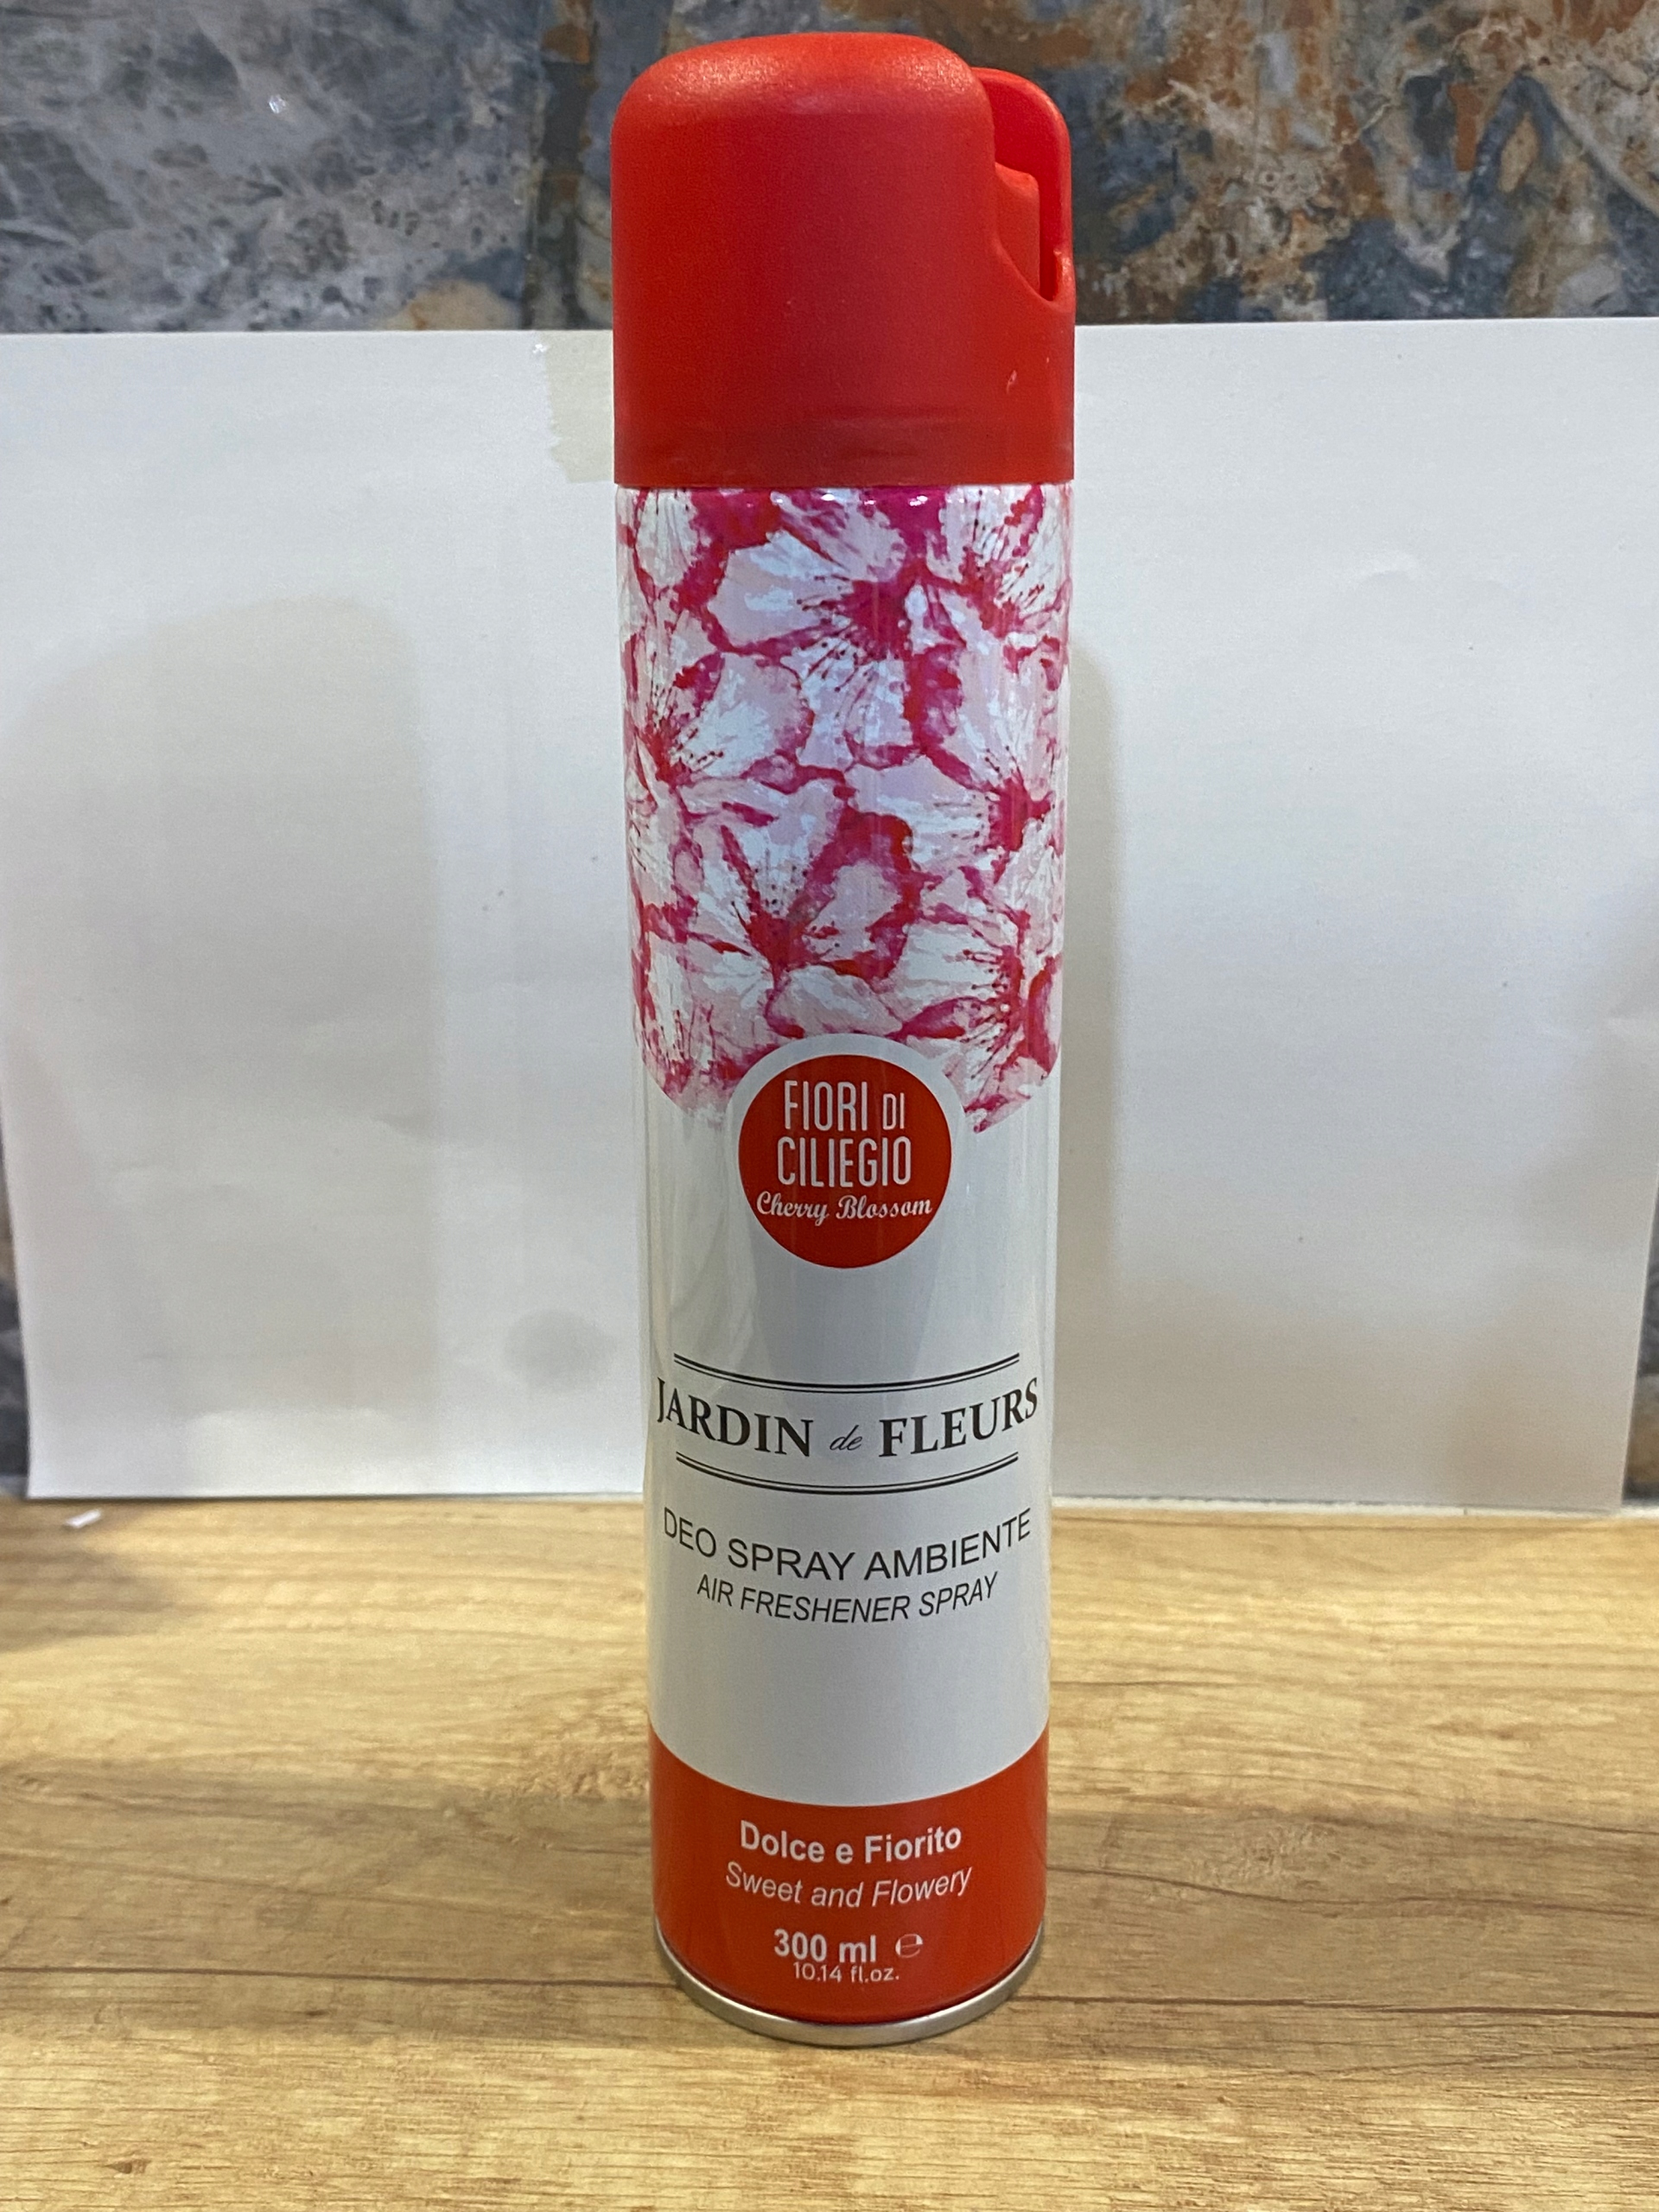 FIORI DI
CILIEGIO
Cherry Blossom
JARDIN de FLEURS
DEO SPRAY AMBIENTE
AIR FRESHENER SPRAY
Dolce e Fiorito
Sweet and Flowery
300 ml ℮
10.14 fl.oz.